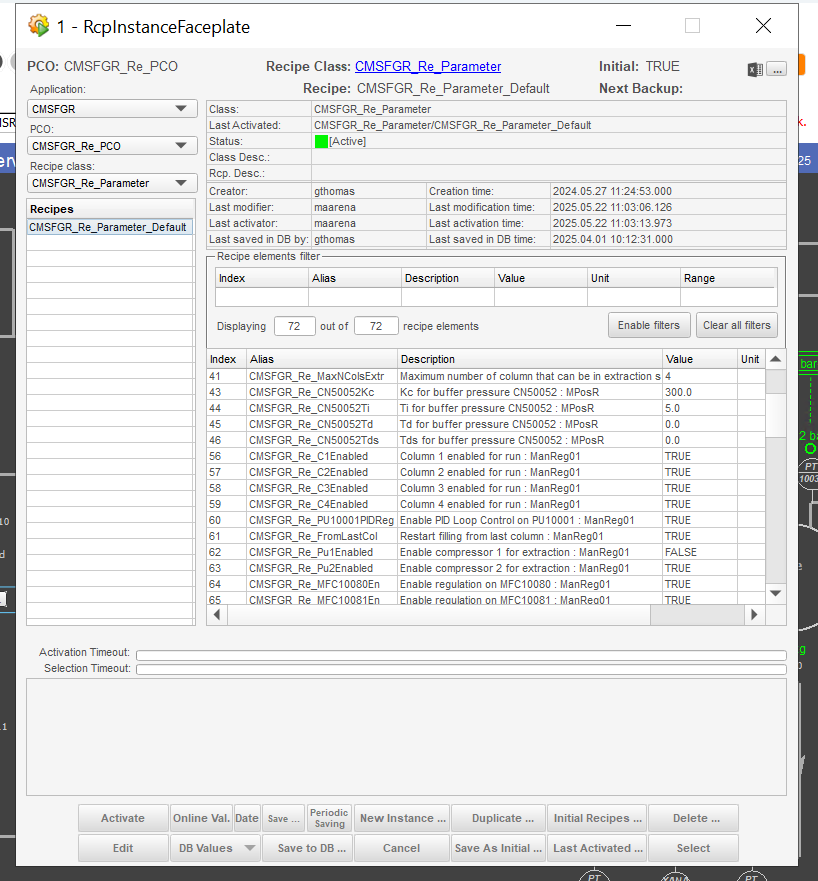 1 - RcpInstanceFaceplate
PCO: CMSFGR_Re_PCO
Recipe Class: CMSFGR_Re_Parameter
Initial: TRUE
Recipe: CMSFGR_Re_Parameter_Default
Next Backup:
...
Application:
CMSFGR
PCO:
CMSFGR_Re_PCO
Recipe class:
CMSFGR_Re_Parameter
Recipes
CMSFGR_Re_Parameter_Default
Class: CMSFGR_Re_Parameter
Last Activated: CMSFGR_Re_Parameter/CMSFGR_Re_Parameter_Default
Status: [Active]
Class Desc.:
Rcp. Desc.:
Creator: gthomas Creation time: 2024.05.27 11:24:53.000
Last modifier: maarena Last modification time: 2025.05.22 11:03:06.126
Last activator: maarena Last activation time: 2025.05.22 11:03:13.973
Last saved in DB by: gthomas Last saved in DB time: 2025.04.01 10:12:31.000
Recipe elements filter
Index Alias Description Value Unit Range
Displaying 72 out of 72 recipe elements
Enable filters
Clear all filters
Index Alias Description Value Unit
41 CMSFGR_Re_MaxNColsExtr Maximum number of column that can be in extraction s 4
43 CMSFGR_Re_CN50052Kc Kc for buffer pressure CN50052 : MPosR 300.0
44 CMSFGR_Re_CN50052Ti Ti for buffer pressure CN50052 : MPosR 5.0
45 CMSFGR_Re_CN50052Td Td for buffer pressure CN50052 : MPosR 0.0
46 CMSFGR_Re_CN50052Tds Tds for buffer pressure CN50052 : MPosR 0.0
56 CMSFGR_Re_C1Enabled Column 1 enabled for run : ManReg01 TRUE
57 CMSFGR_Re_C2Enabled Column 2 enabled for run : ManReg01 TRUE
58 CMSFGR_Re_C3Enabled Column 3 enabled for run : ManReg01 TRUE
59 CMSFGR_Re_C4Enabled Column 4 enabled for run : ManReg01 TRUE
60 CMSFGR_Re_PU10001PIDReg Enable PID Loop Control on PU10001 : ManReg01 TRUE
61 CMSFGR_Re_FromLastCol Restart filling from last column : ManReg01 TRUE
62 CMSFGR_Re_Pu1Enabled Enable compressor 1 for extraction : ManReg01 FALSE
63 CMSFGR_Re_Pu2Enabled Enable compressor 2 for extraction : ManReg01 TRUE
64 CMSFGR_Re_MFC10080En Enable regulation on MFC10080 : ManReg01 TRUE
65 CMSFGR_Re_MFC10081En Enable regulation on MFC10081 : ManReg01 TRUE
Activation Timeout:
Selection Timeout:
Activate
Online Val.
Date
Save ...
Periodic Saving
New Instance ...
Duplicate ...
Initial Recipes ...
Delete ...
Edit
DB Values
Save to DB ...
Cancel
Save As Initial ...
Last Activated ...
Select
25
bar
PT
1003
10
PT
PT